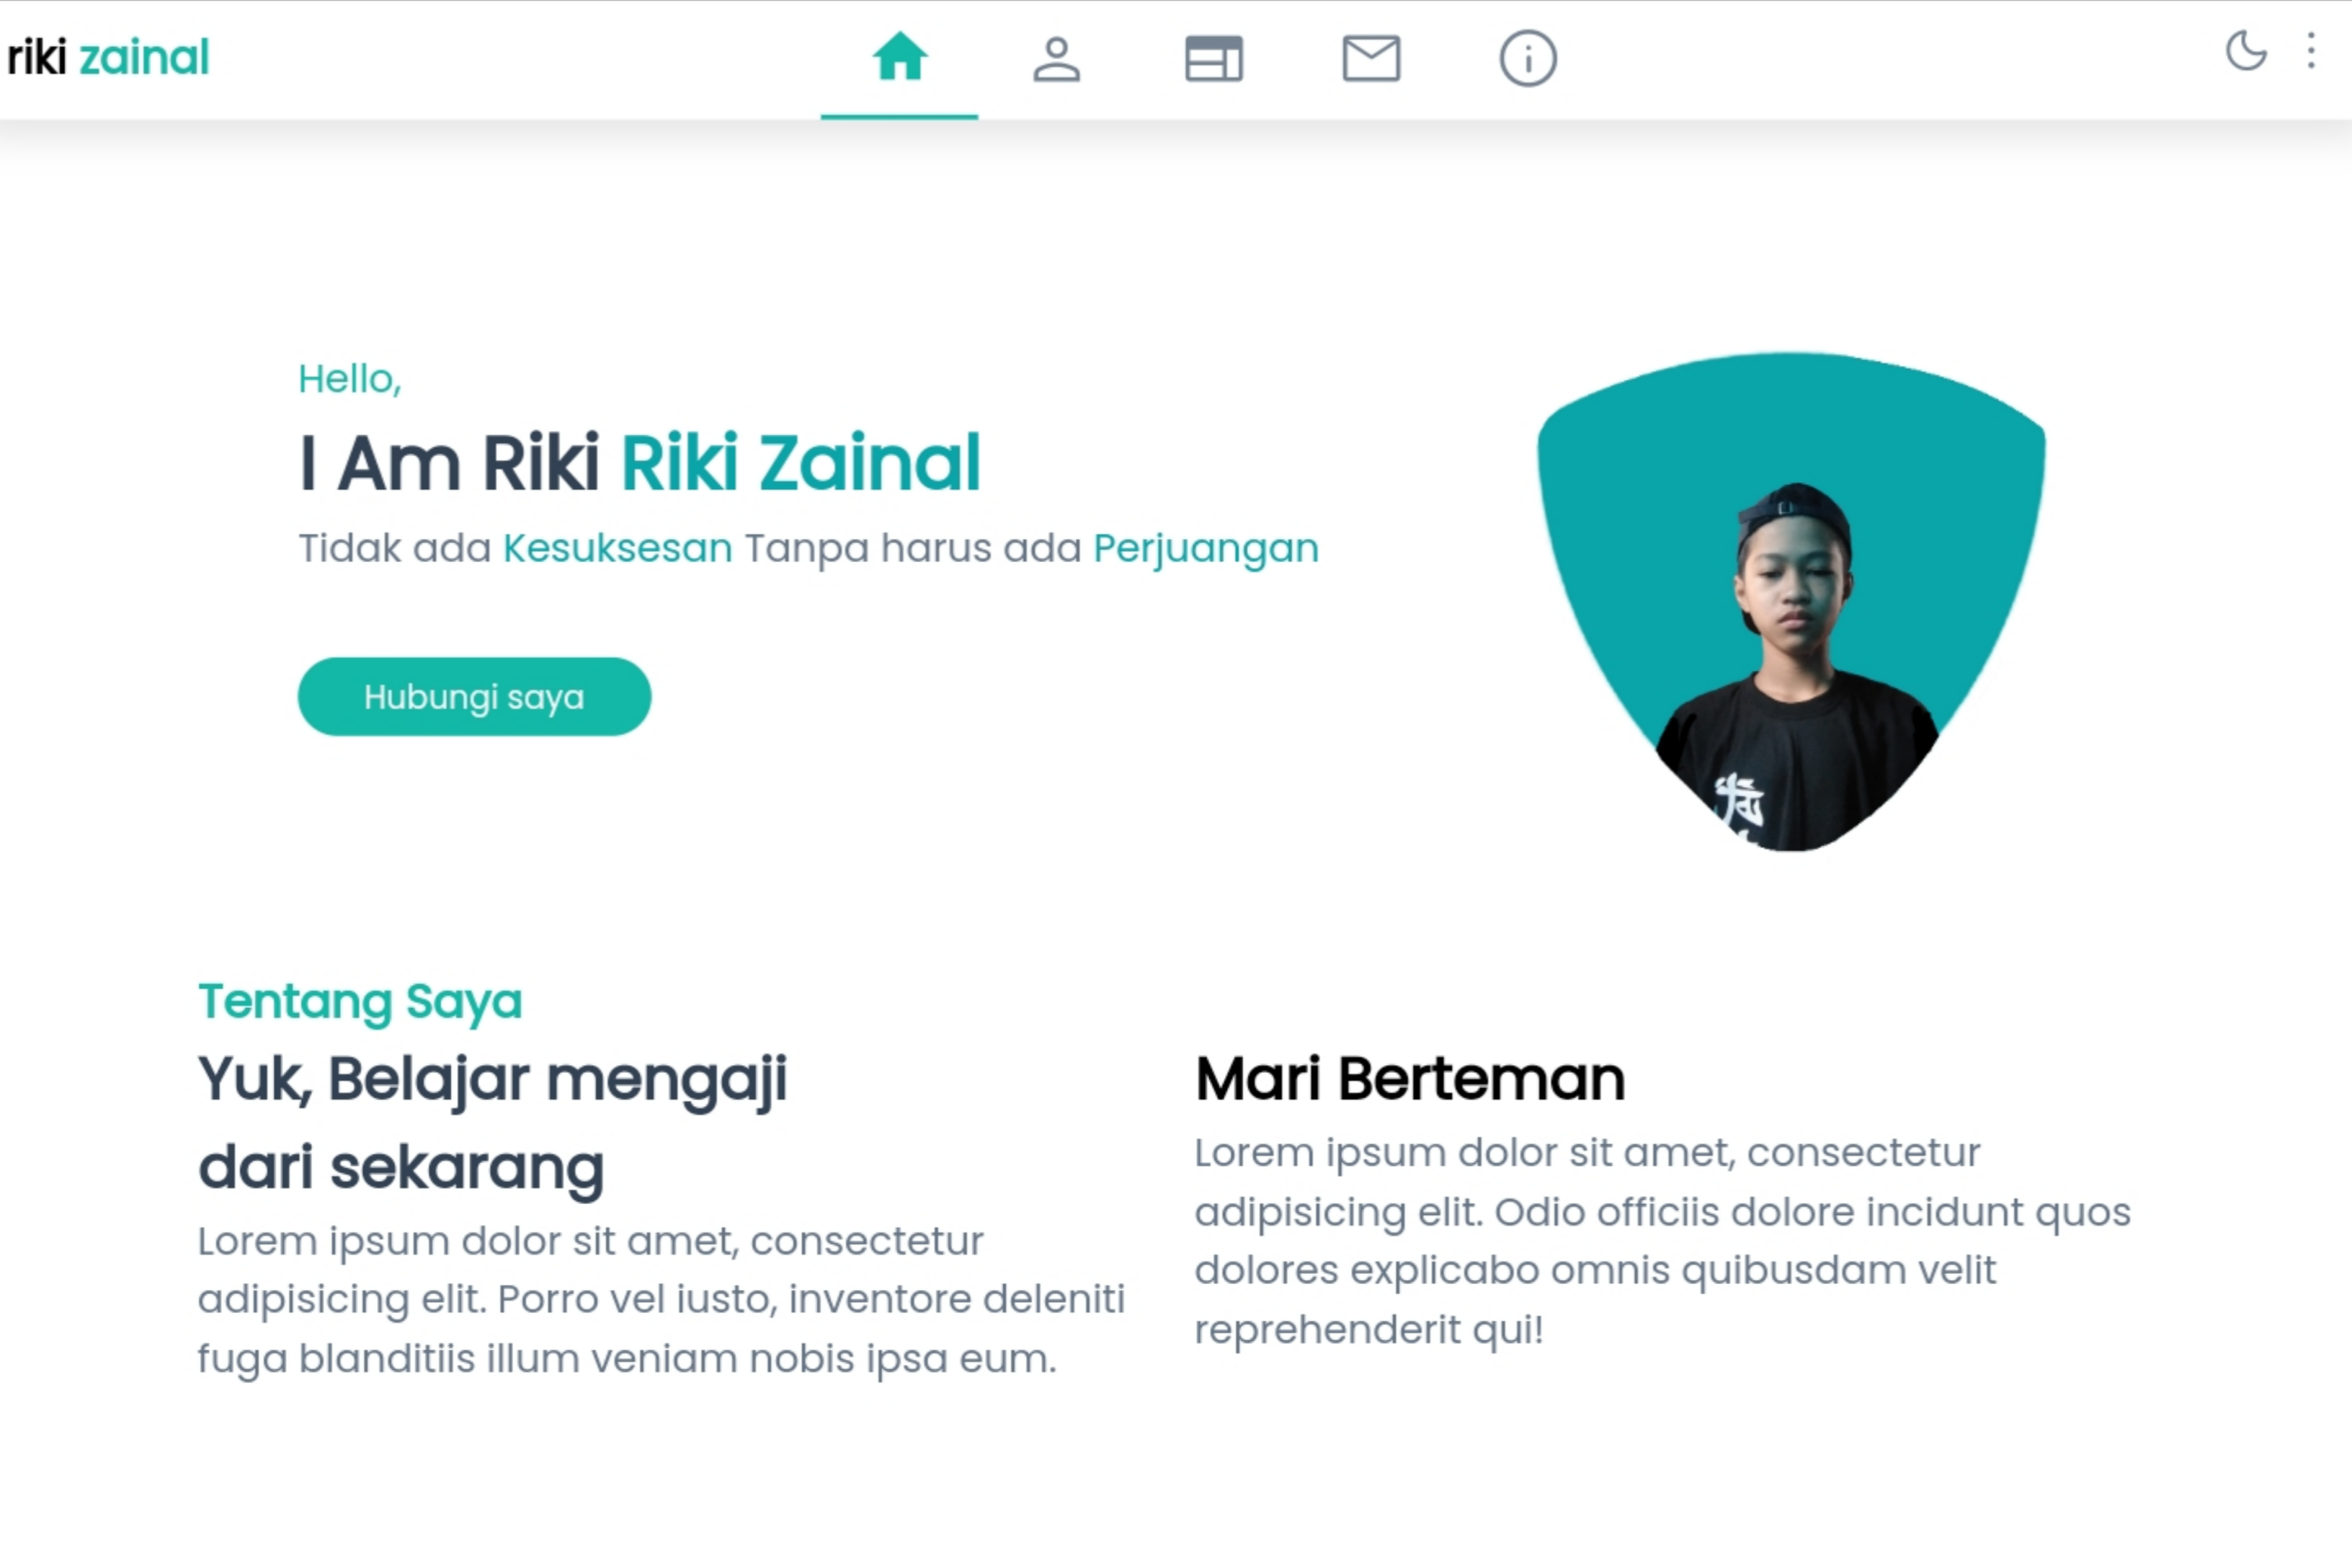 riki zainal
Hello,
I Am Riki Riki Zainal
Tidak ada Kesuksesan Tanpa harus ada Perjuangan
Hubungi saya
Tentang Saya
Yuk, Belajar mengaji
dari sekarang
Lorem ipsum dolor sit amet, consectetur
adipisicing elit. Porro vel iusto, inventore deleniti
fuga blanditiis illum veniam nobis ipsa eum.
Mari Berteman
Lorem ipsum dolor sit amet, consectetur
adipisicing elit. Odio officiis dolore incidunt quos
dolores explicabo omnis quibusdam velit
reprehenderit qui!